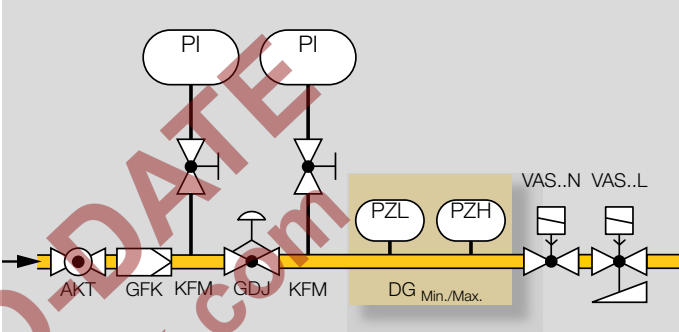 PI PI
VAS..N VAS..L
PZL PZH
AKT GFK KFM GDJ KFM DG Min./Max.